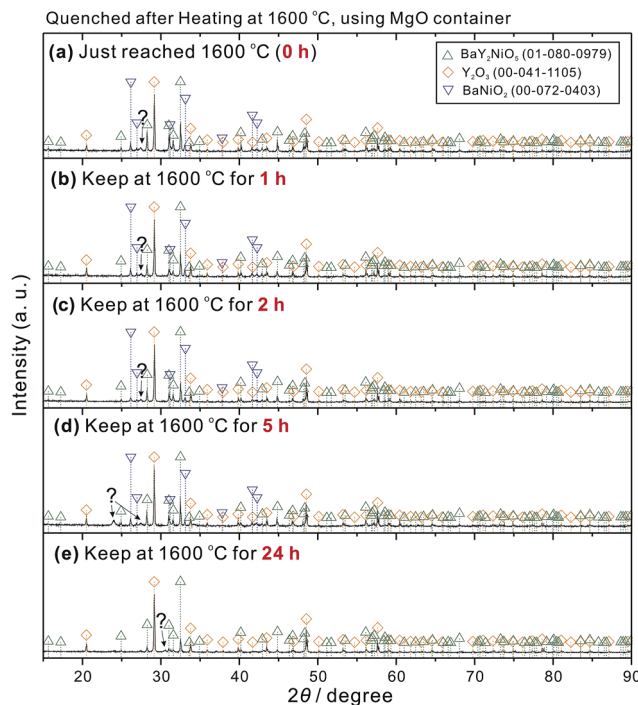 Quenched after Heating at 1600 °C, using MgO container
(a) Just reached 1600 °C (0 h)
BaY₂NiO₅ (01-080-0979)
Y₂O₃ (00-041-1105)
BaNiO₂ (00-072-0403)
?
(b) Keep at 1600 °C for 1 h
?
(c) Keep at 1600 °C for 2 h
?
(d) Keep at 1600 °C for 5 h
?
(e) Keep at 1600 °C for 24 h
?
Intensity (a. u.)
20 30 40 50 60 70 80 90
2θ / degree